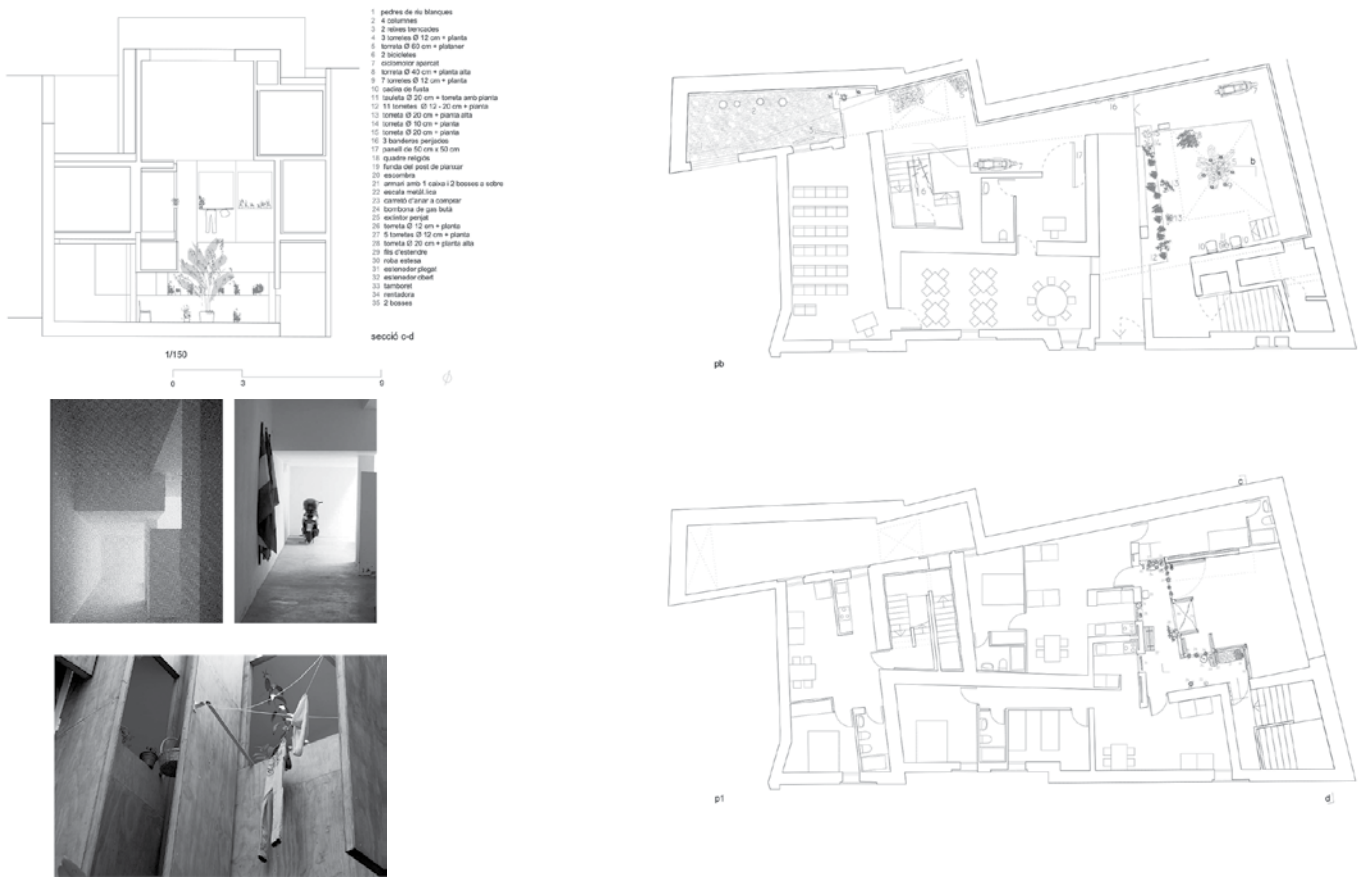 1 pedres de riu blanques
2 4 columnes
3 2 reixes trencades
4 3 torretes Ø 12 cm + planta
5 torreta Ø 60 cm + plataner
6 2 bicicletes
7 ciclomotor aparcat
8 torreta Ø 40 cm + planta alta
9 7 torretes Ø 12 cm + planta
10 cadira de fusta
11 tauleta Ø 20 cm + torreta amb planta
12 11 torretes Ø 12 - 20 cm + planta
13 torreta Ø 20 cm + planta alta
14 torreta Ø 10 cm + planta
15 torreta Ø 20 cm + planta
16 3 banderes penjades
17 panell de 50 cm x 50 cm
18 quadre religiós
19 funda del post de planxar
20 escombra
21 armari amb 1 caixa i 2 bosses a sobre
22 escala metàl.lica
23 carretó d'anar a comprar
24 bombona de gas butà
25 extintor penjat
26 torreta Ø 12 cm + planta
27 5 torretes Ø 12 cm + planta
28 torreta Ø 20 cm + planta alta
29 fils d'estendre
30 roba estesa
31 estenedor plegat
32 estenedor obert
33 tamboret
34 rentadora
35 2 bosses
secció c-d
1/150
0 3 9
pb
b
16
17
13
12
10
c
p1
d